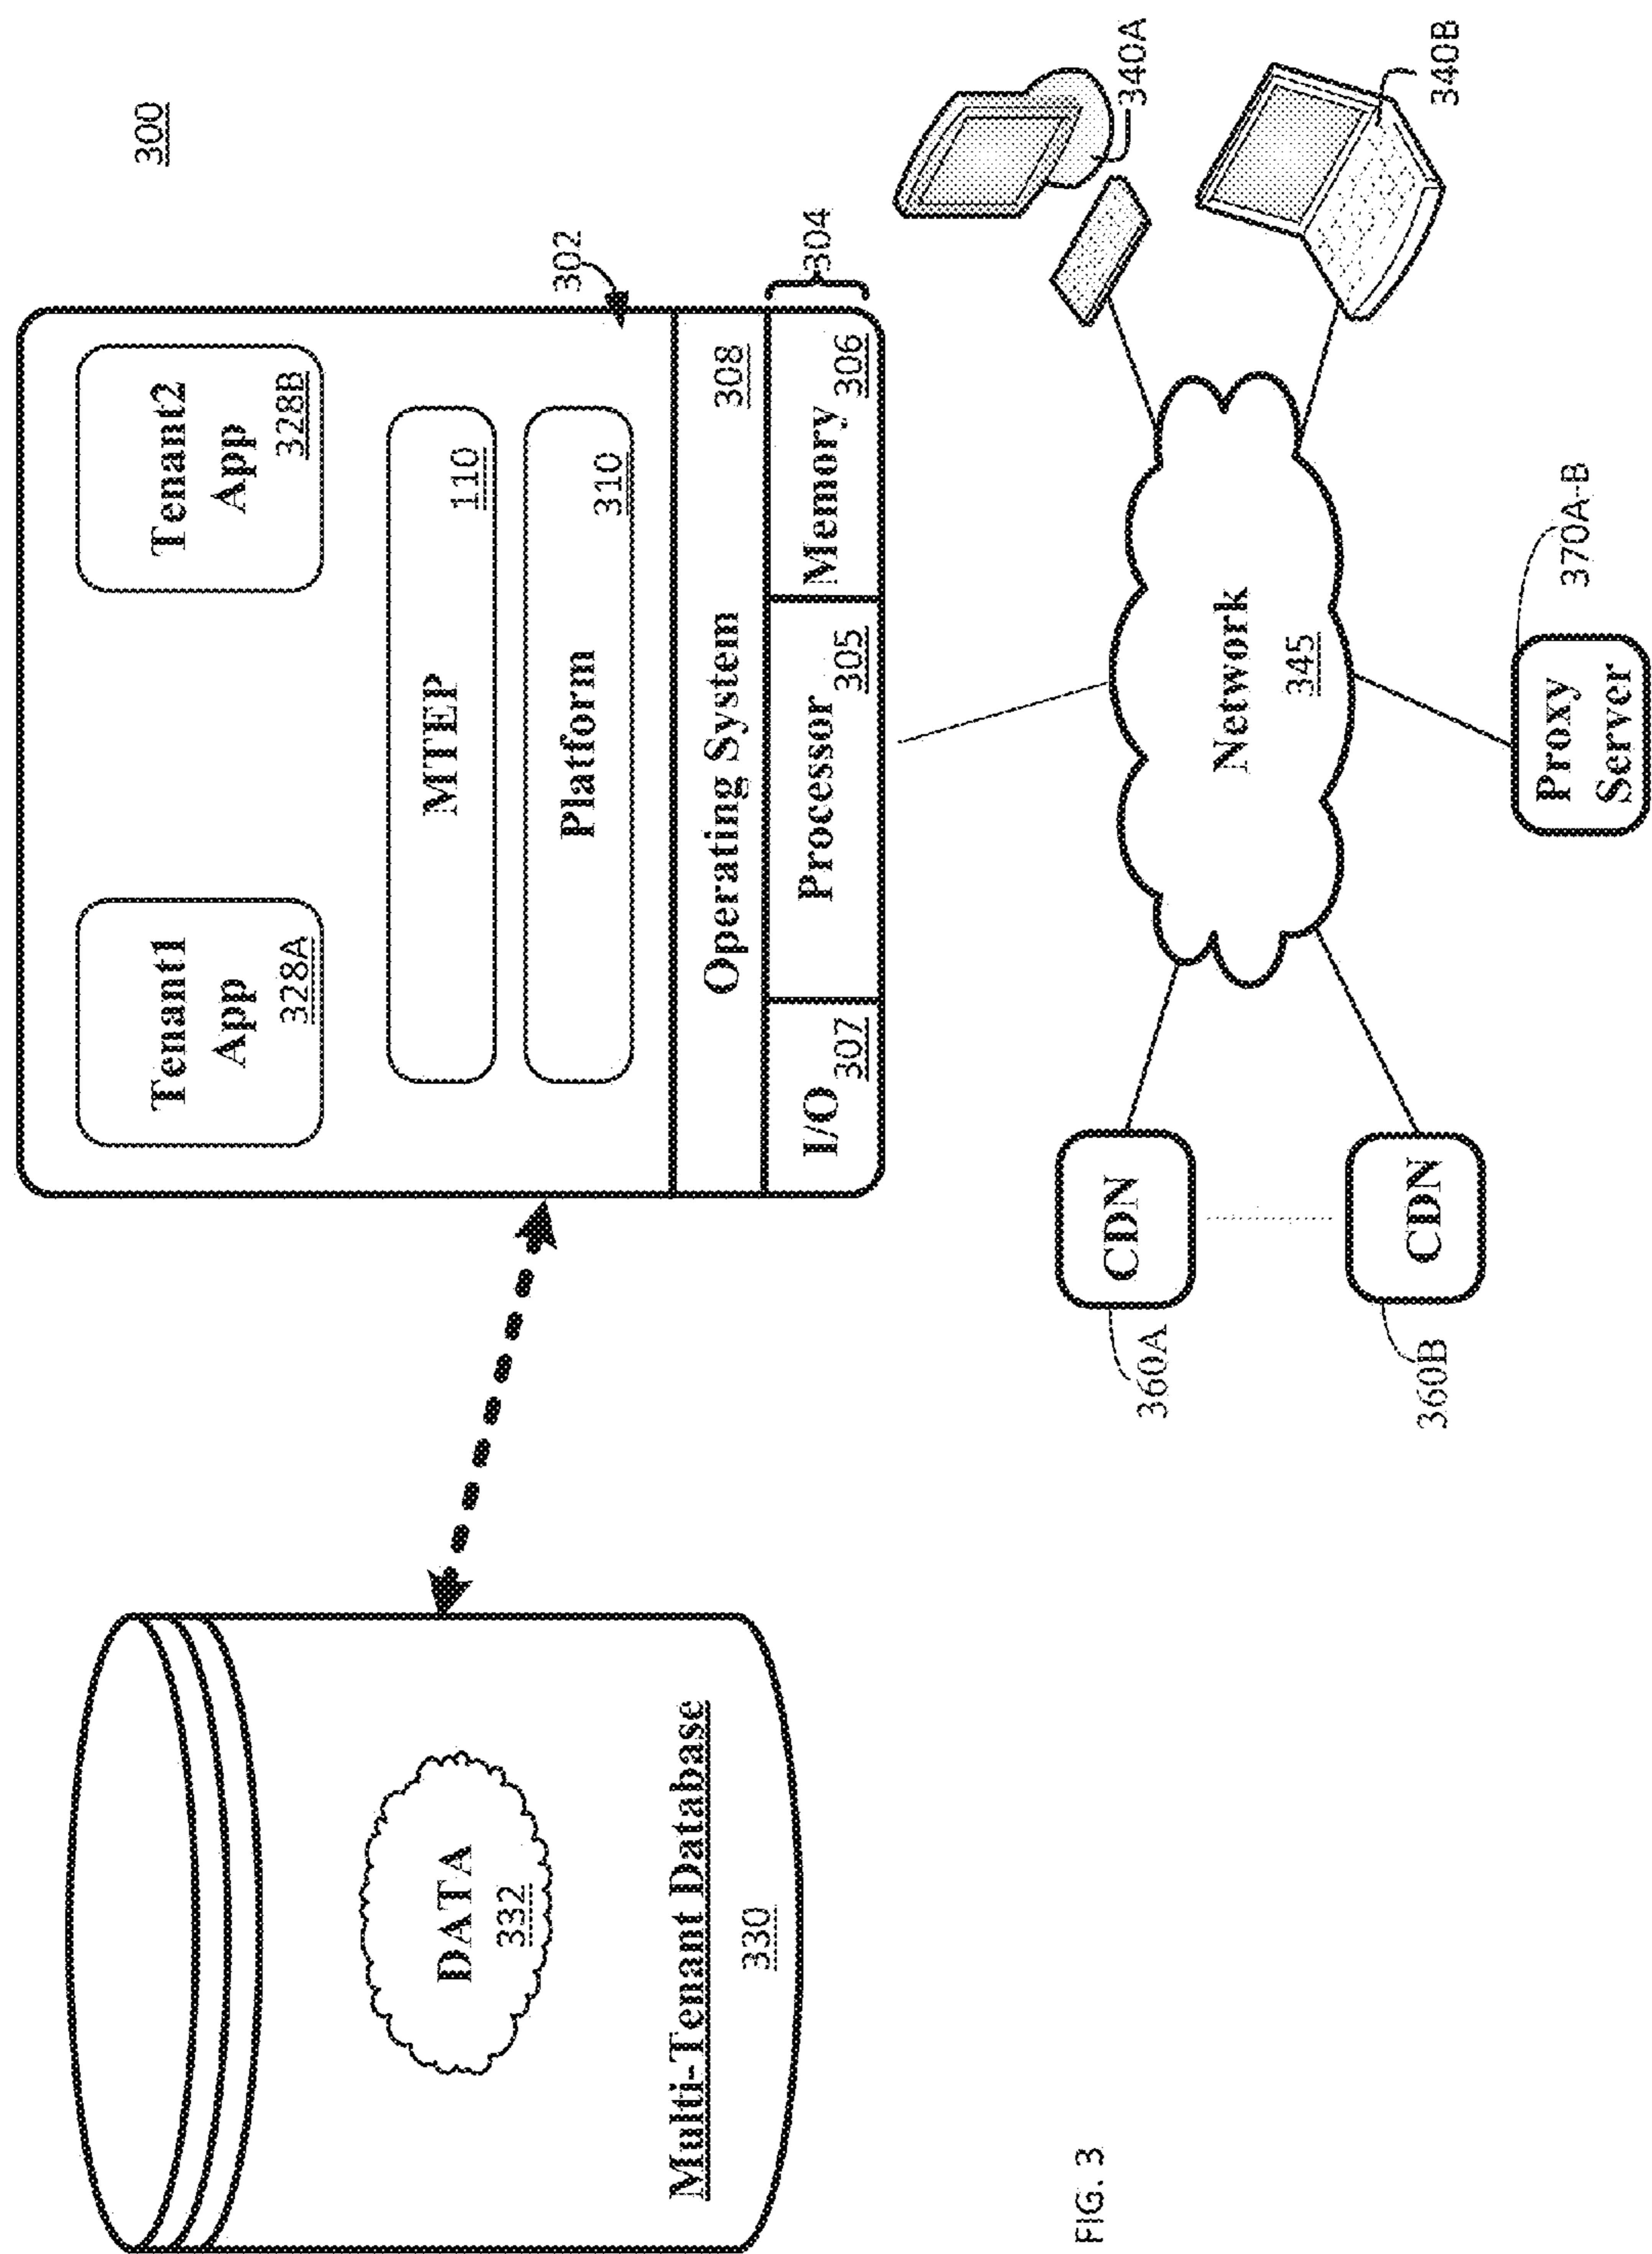 300
Tenant1
App
328A
Tenant2
App
328B
302
MTEP
110
Platform
310
Operating System
308
I/O
307
Processor
305
Memory
306
304
DATA
332
Multi-Tenant Database
330
340A
340B
Network
345
CDN
360A
CDN
360B
Proxy
Server
370A-B
FIG. 3